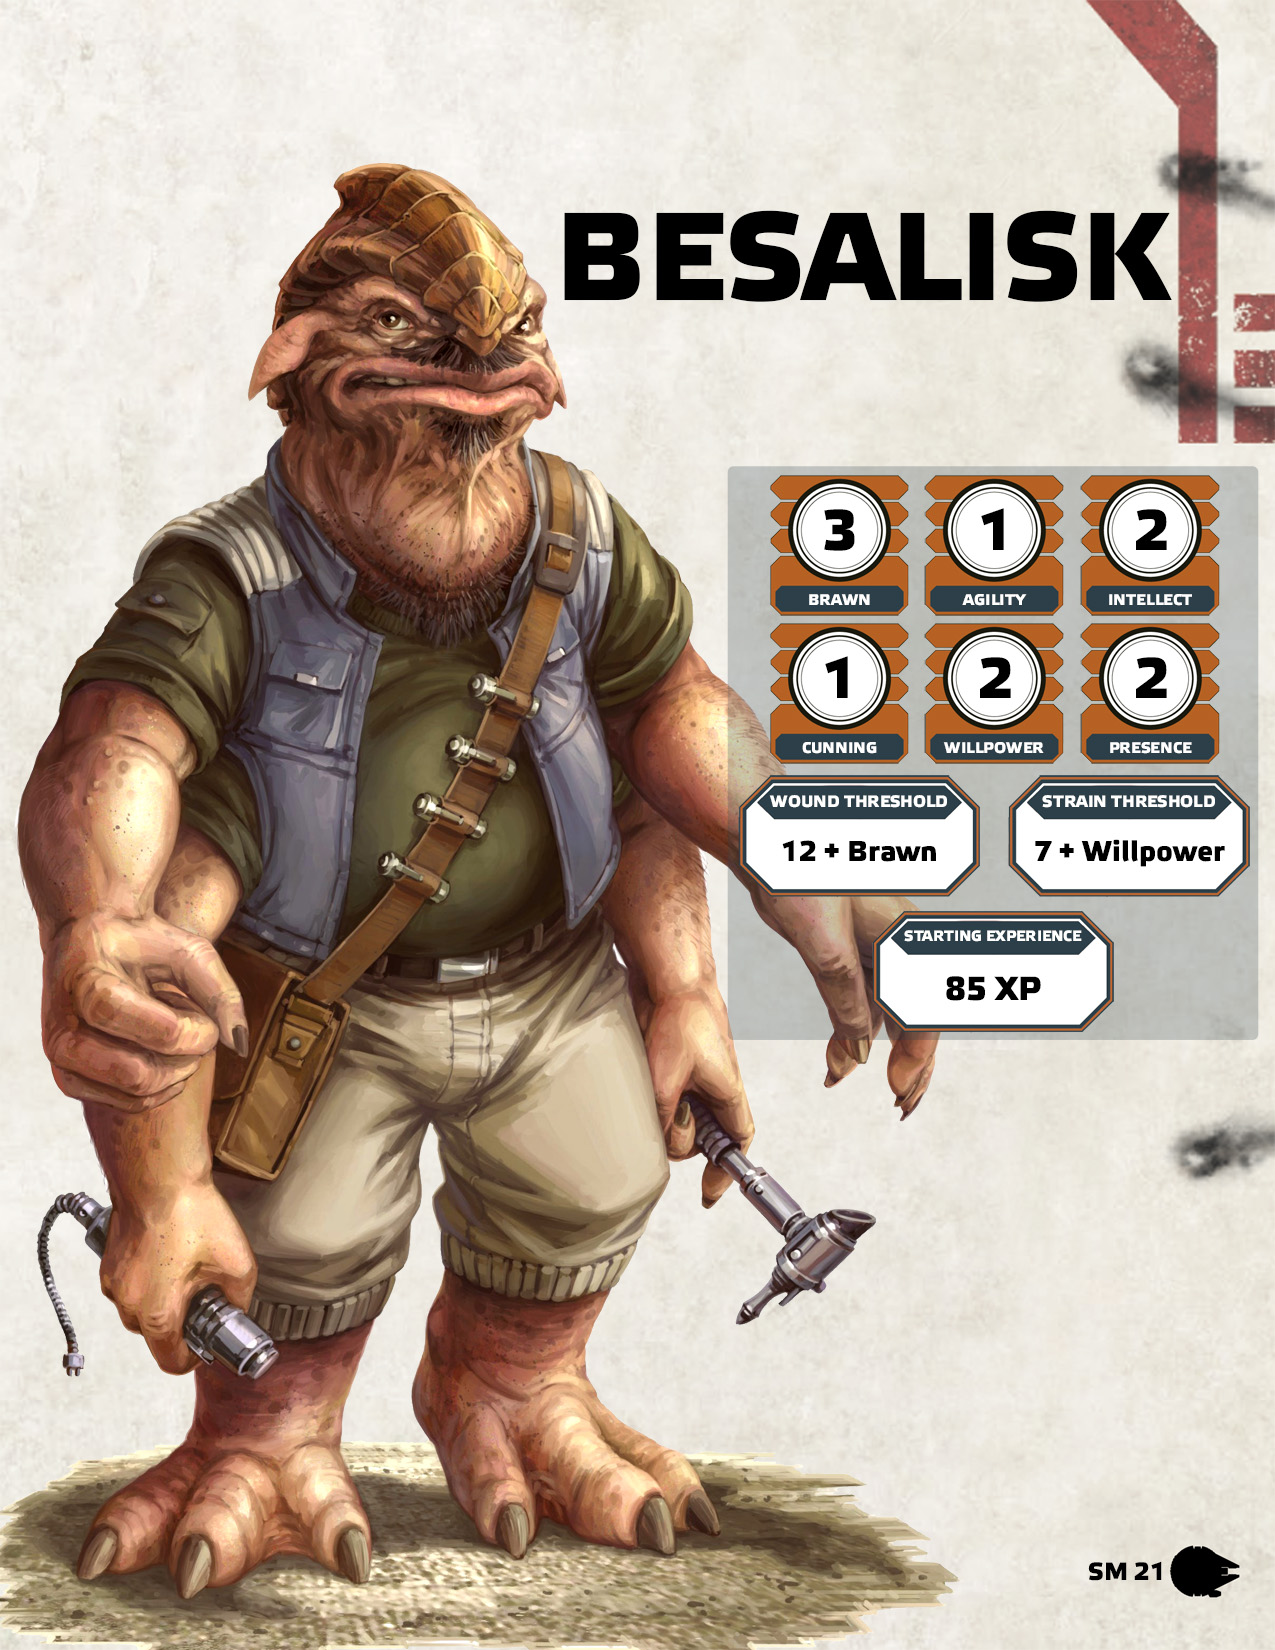 BESALISK
3 1 2
BRAWN AGILITY INTELLECT
1 2 2
CUNNING WILLPOWER PRESENCE
WOUND THRESHOLD STRAIN THRESHOLD
12 + Brawn 7 + Willpower
STARTING EXPERIENCE
85 XP
SM 21